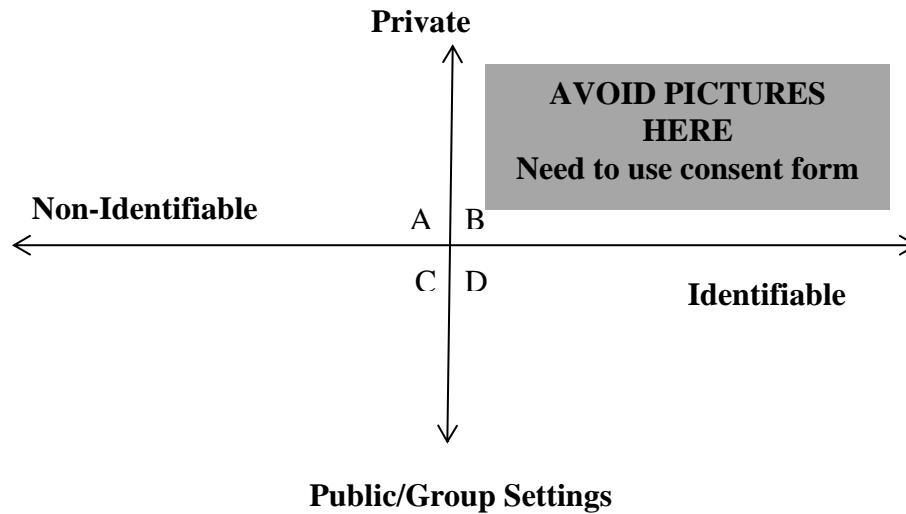 Private
AVOID PICTURES
HERE
Need to use consent form
Non-Identifiable
A B
C D
Identifiable
Public/Group Settings